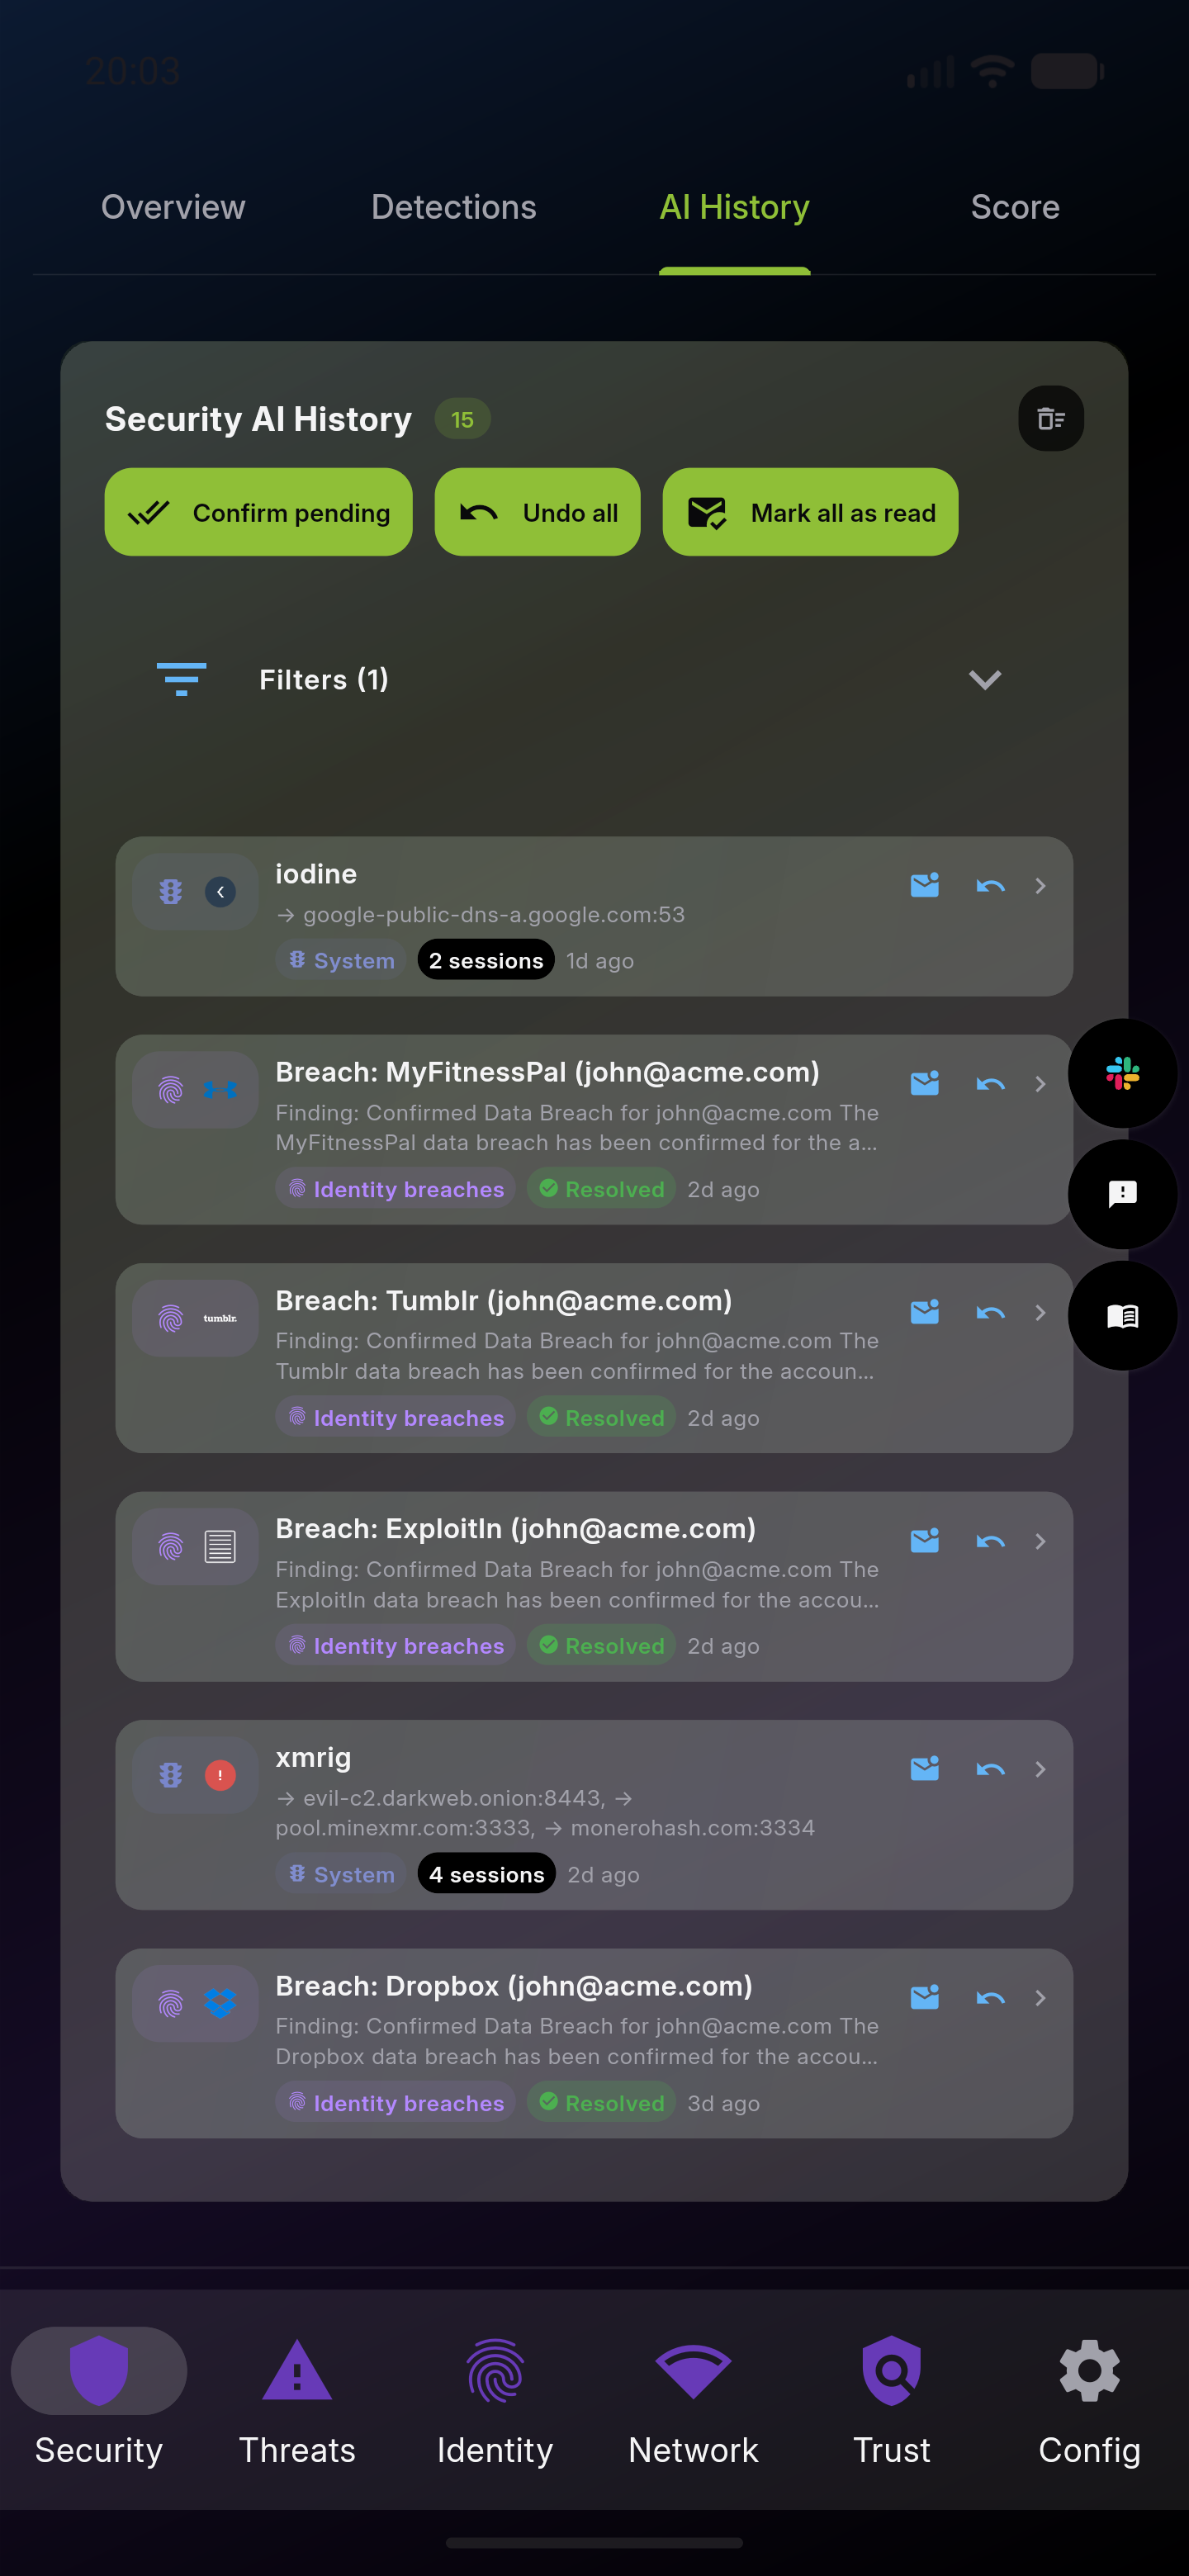 20:03
Overview
Detections
AI History
Score
Security AI History
15
Confirm pending
Undo all
Mark all as read
Filters (1)
iodine
→ google-public-dns-a.google.com:53
System
2 sessions
1d ago
Breach: MyFitnessPal (john@acme.com)
Finding: Confirmed Data Breach for john@acme.com The
MyFitnessPal data breach has been confirmed for the a...
Identity breaches
Resolved
2d ago
tumblr.
Breach: Tumblr (john@acme.com)
Finding: Confirmed Data Breach for john@acme.com The
Tumblr data breach has been confirmed for the accoun...
Identity breaches
Resolved
2d ago
Breach: ExploitIn (john@acme.com)
Finding: Confirmed Data Breach for john@acme.com The
ExploitIn data breach has been confirmed for the accou...
Identity breaches
Resolved
2d ago
xmrig
→ evil-c2.darkweb.onion:8443, →
pool.minexmr.com:3333, → monerohash.com:3334
System
4 sessions
2d ago
Breach: Dropbox (john@acme.com)
Finding: Confirmed Data Breach for john@acme.com The
Dropbox data breach has been confirmed for the accou...
Identity breaches
Resolved
3d ago
Security
Threats
Identity
Network
Trust
Config